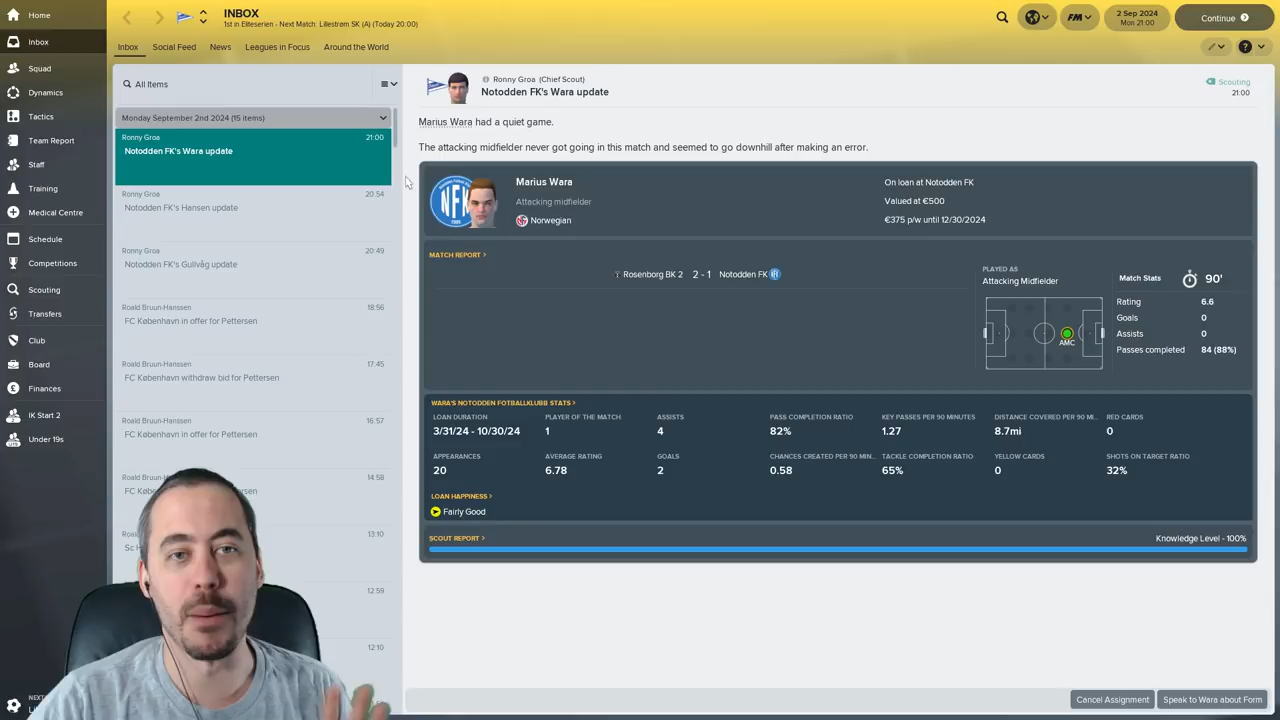 Home
Inbox
Squad
Dynamics
Tactics
Team Report
Staff
Training
Medical Centre
Schedule
Competitions
Scouting
Transfers
Club
Board
Finances
IK Start 2
Under 19s
NEXT
INBOX
1st in Eliteserien - Next Match: Lillestrøm SK (A) (Today 20:00)
FM
2 Sep 2024
Mon 21:00
Continue
Inbox
Social Feed
News
Leagues in Focus
Around the World
?
All Items
Monday September 2nd 2024 (15 items)
Ronny Groa 21:00
Notodden FK's Wara update
Ronny Groa 20:54
Notodden FK's Hansen update
Ronny Groa 20:49
Notodden FK's Gullvåg update
Roald Bruun-Hanssen 18:56
FC København in offer for Pettersen
Roald Bruun-Hanssen 17:45
FC København withdraw bid for Pettersen
Roald Bruun-Hanssen 16:57
FC København in offer for Pettersen
Roald Bruun-Hanssen 14:58
13:10
12:59
12:10
Ronny Groa (Chief Scout)
Notodden FK's Wara update
Scouting
21:00
Marius Wara had a quiet game.
The attacking midfielder never got going in this match and seemed to go downhill after making an error.
NFK
Marius Wara
Attacking midfielder
Norwegian
On loan at Notodden FK
Valued at €500
€375 p/w until 12/30/2024
MATCH REPORT >
Rosenborg BK 2 2 - 1 Notodden FK
PLAYED AS
Attacking Midfielder
AMC
Match Stats 90'
Rating 6.6
Goals 0
Assists 0
Passes completed 84 (88%)
WARA'S NOTODDEN FOTBALLKLUBB STATS >
LOAN DURATION PLAYER OF THE MATCH ASSISTS PASS COMPLETION RATIO KEY PASSES PER 90 MINUTES DISTANCE COVERED PER 90 MI... RED CARDS
3/31/24 - 10/30/24 1 4 82% 1.27 8.7mi 0
APPEARANCES AVERAGE RATING GOALS CHANCES CREATED PER 90 MIN... TACKLE COMPLETION RATIO YELLOW CARDS SHOTS ON TARGET RATIO
20 6.78 2 0.58 65% 0 32%
LOAN HAPPINESS >
Fairly Good
SCOUT REPORT >
Knowledge Level - 100%
Cancel Assignment
Speak to Wara about Form